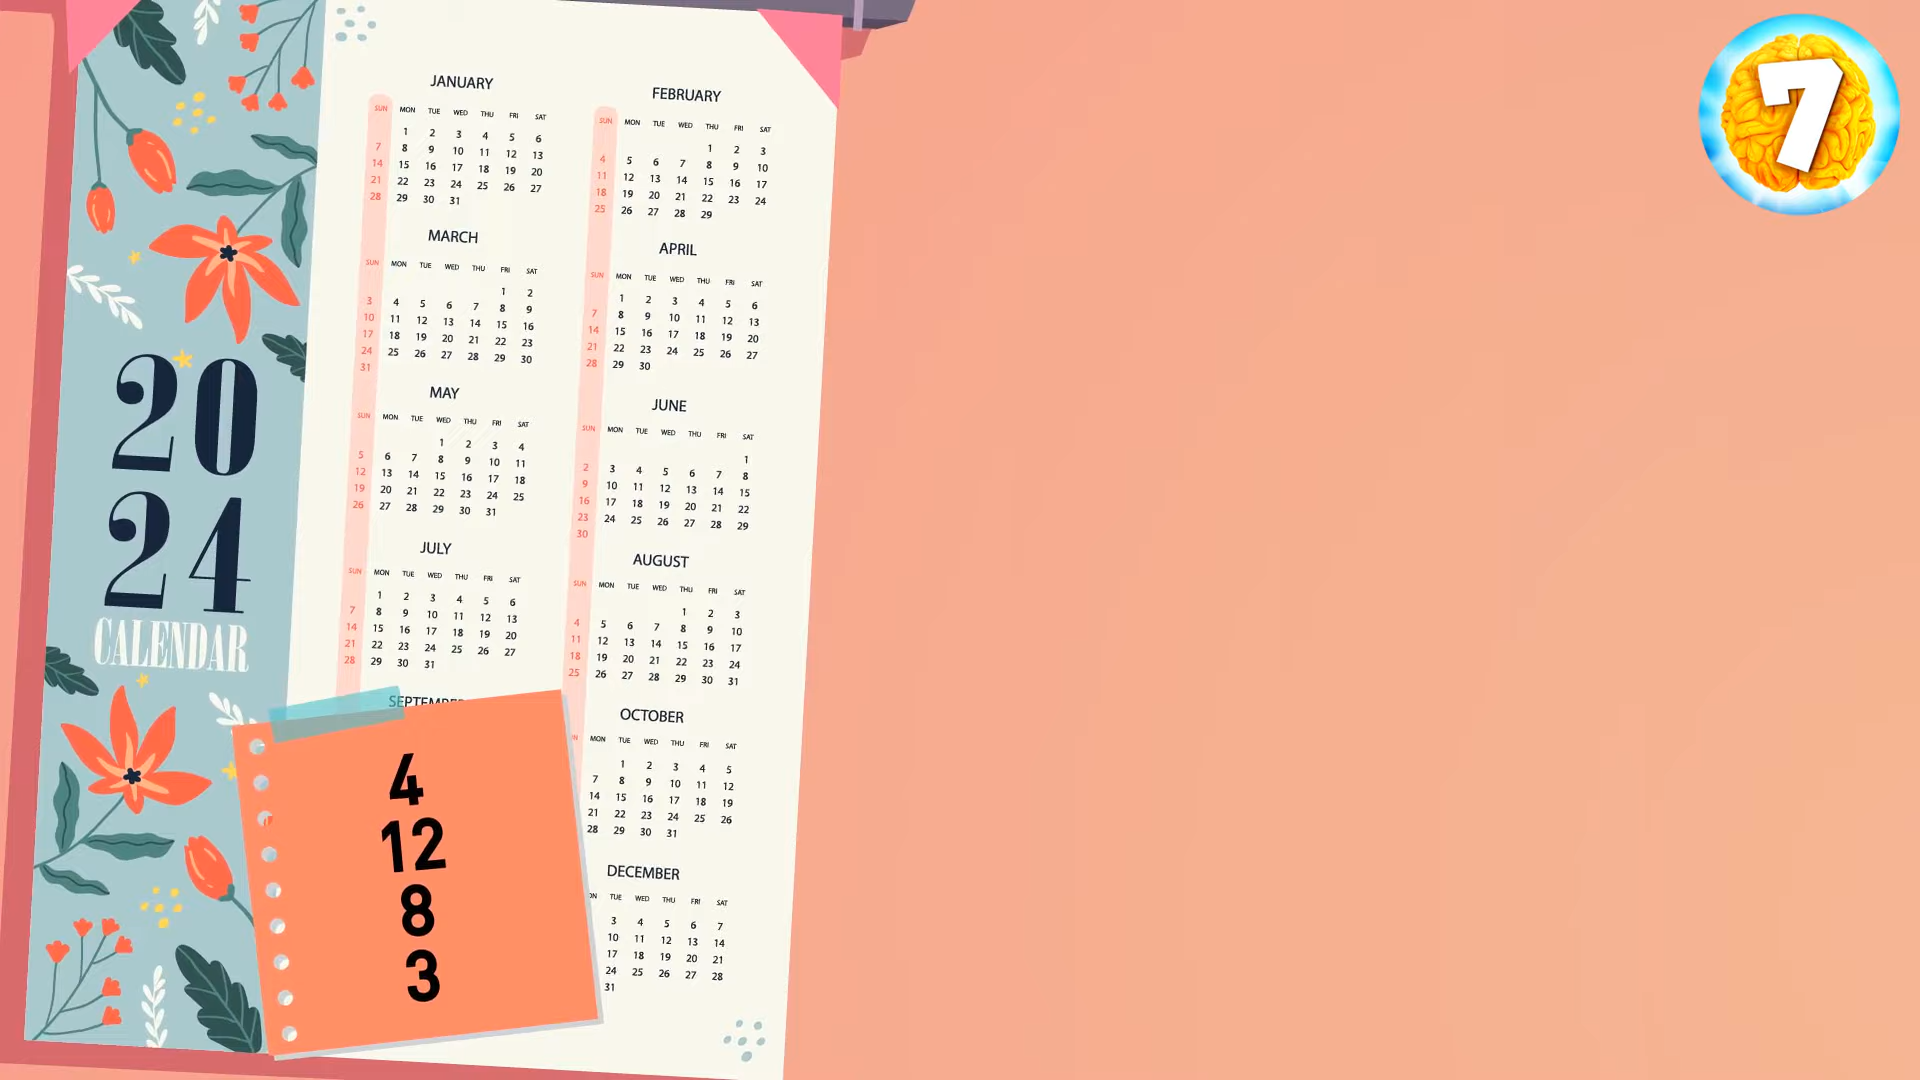 7
20
24
CALENDAR
JANUARY
SUN MON TUE WED THU FRI SAT
1 2 3 4 5 6
7 8 9 10 11 12 13
14 15 16 17 18 19 20
21 22 23 24 25 26 27
28 29 30 31
FEBRUARY
SUN MON TUE WED THU FRI SAT
1 2 3
4 5 6 7 8 9 10
11 12 13 14 15 16 17
18 19 20 21 22 23 24
25 26 27 28 29
MARCH
SUN MON TUE WED THU FRI SAT
1 2
3 4 5 6 7 8 9
10 11 12 13 14 15 16
17 18 19 20 21 22 23
24 25 26 27 28 29 30
31
APRIL
SUN MON TUE WED THU FRI SAT
1 2 3 4 5 6
7 8 9 10 11 12 13
14 15 16 17 18 19 20
21 22 23 24 25 26 27
28 29 30
MAY
SUN MON TUE WED THU FRI SAT
1 2 3 4
5 6 7 8 9 10 11
12 13 14 15 16 17 18
19 20 21 22 23 24 25
26 27 28 29 30 31
JUNE
SUN MON TUE WED THU FRI SAT
1
2 3 4 5 6 7 8
9 10 11 12 13 14 15
16 17 18 19 20 21 22
23 24 25 26 27 28 29
30
JULY
SUN MON TUE WED THU FRI SAT
1 2 3 4 5 6
7 8 9 10 11 12 13
14 15 16 17 18 19 20
21 22 23 24 25 26 27
28 29 30 31
AUGUST
SUN MON TUE WED THU FRI SAT
1 2 3
4 5 6 7 8 9 10
11 12 13 14 15 16 17
18 19 20 21 22 23 24
25 26 27 28 29 30 31
SEPTEMBER
OCTOBER
MON TUE WED THU FRI SAT
1 2 3 4 5
7 8 9 10 11 12
14 15 16 17 18 19
21 22 23 24 25 26
28 29 30 31
DECEMBER
TUE WED THU FRI SAT
3 4 5 6 7
10 11 12 13 14
17 18 19 20 21
24 25 26 27 28
31
4
12
8
3